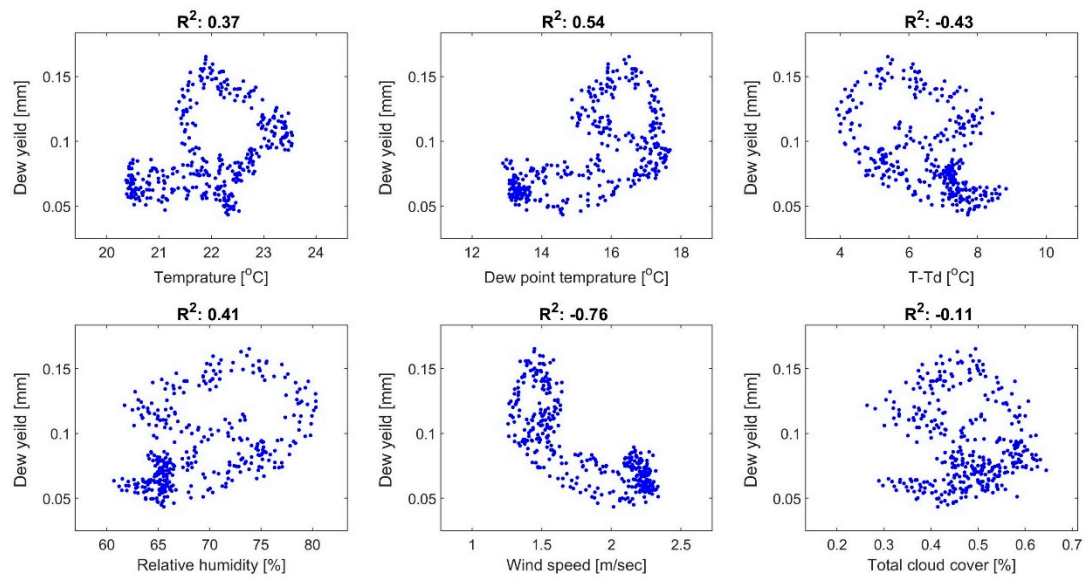 R²: 0.37
Dew yeild [mm]
0.15
0.1
0.05
20 21 22 23 24
Temprature [°C]
R²: 0.54
Dew yeild [mm]
0.15
0.1
0.05
12 14 16 18
Dew point temprature [°C]
R²: -0.43
Dew yeild [mm]
0.15
0.1
0.05
4 6 8 10
T-Td [°C]
R²: 0.41
Dew yeild [mm]
0.15
0.1
0.05
60 65 70 75 80
Relative humidity [%]
R²: -0.76
Dew yeild [mm]
0.15
0.1
0.05
1 1.5 2 2.5
Wind speed [m/sec]
R²: -0.11
Dew yeild [mm]
0.15
0.1
0.05
0.2 0.3 0.4 0.5 0.6 0.7
Total cloud cover [%]